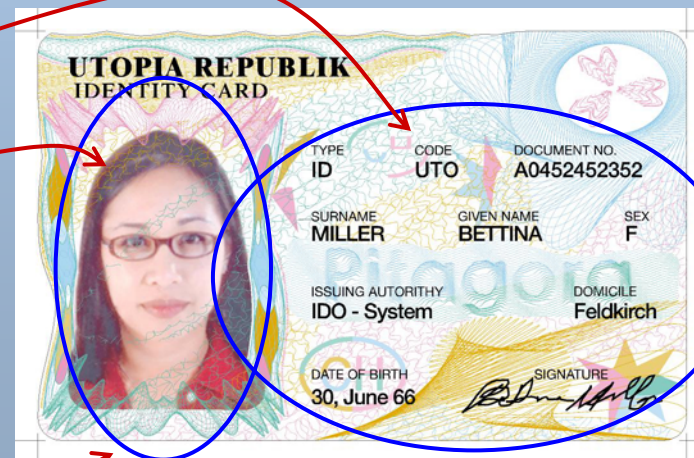 UTOPIA REPUBLIK
IDENTITY CARD
TYPE CODE DOCUMENT NO.
ID UTO A0452452352
SURNAME GIVEN NAME SEX
MILLER BETTINA F
Pitagora
ISSUING AUTORITHY DOMICILE
IDO - System Feldkirch
DATE OF BIRTH SIGNATURE
30, June 66